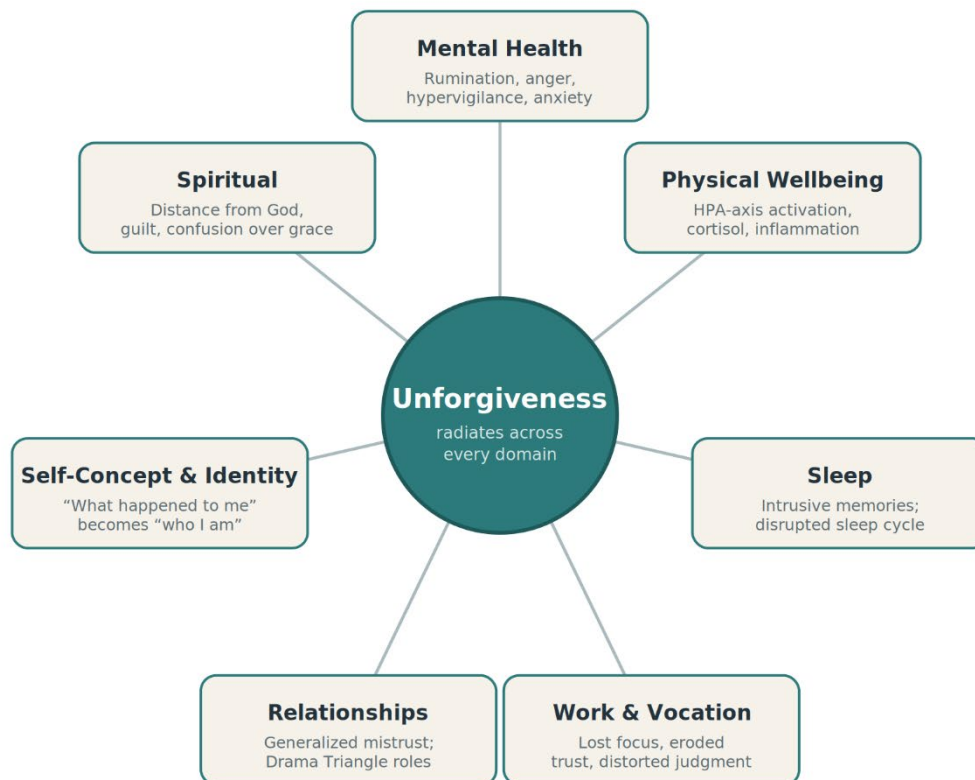 Mental Health
Rumination, anger,
hypervigilance, anxiety
Spiritual
Distance from God,
guilt, confusion over grace
Physical Wellbeing
HPA-axis activation,
cortisol, inflammation
Unforgiveness
radiates across
every domain
Self-Concept & Identity
“What happened to me”
becomes “who I am”
Sleep
Intrusive memories;
disrupted sleep cycle
Relationships
Generalized mistrust;
Drama Triangle roles
Work & Vocation
Lost focus, eroded
trust, distorted judgment